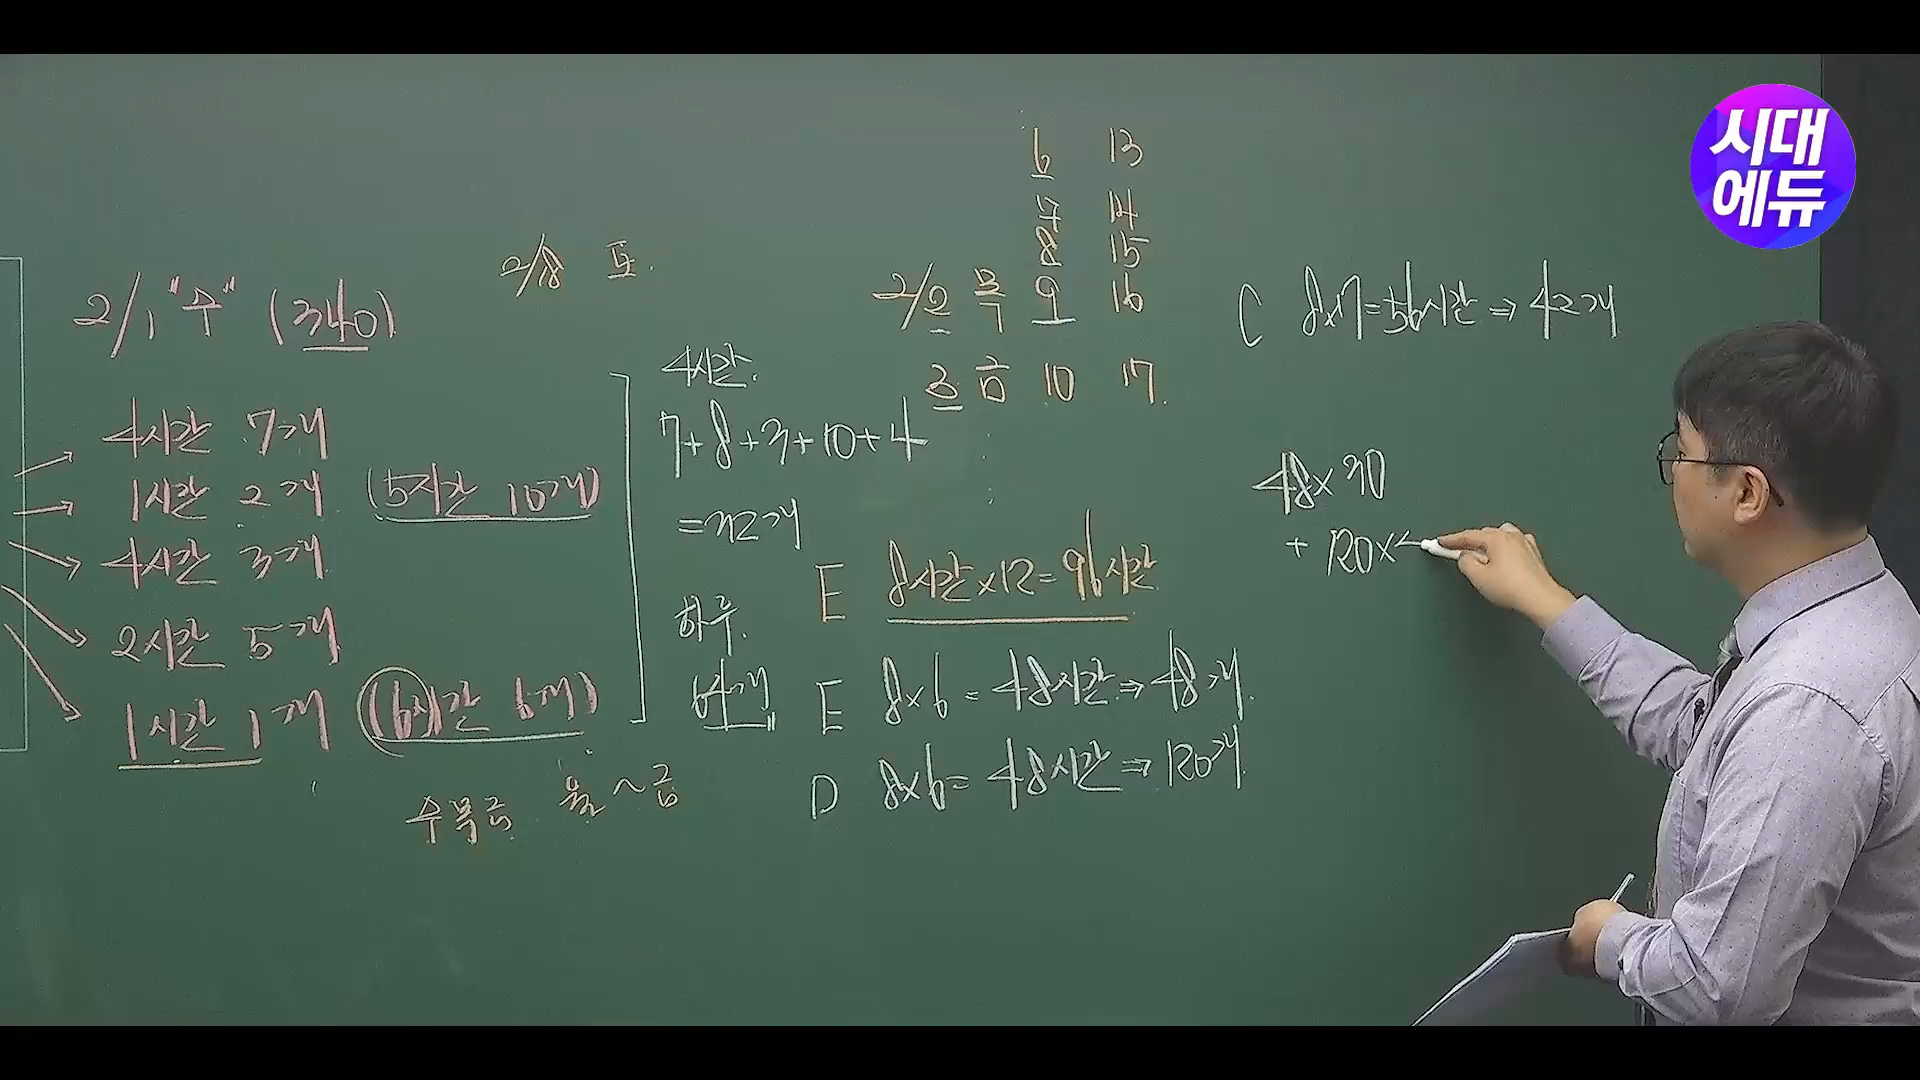 시대
에듀
2/1 "수" (340)
4시간 7개
1시간 2개 (5시간 10개)
4시간 3개
2시간 5개
1시간 1개 (6시간 6개)
수목금 월~금
2/8 또.
4시간.
7+8+3+10+4
=32개
하루.
64개
6 13
7 14
8 15
2/2 목 9 16
3 금 10 17
E 8시간×12=96시간
E 8×6=48시간⇒48개.
D 8×6=48시간⇒120개.
C 8×7=56시간⇒42개
48×30
+ 120×